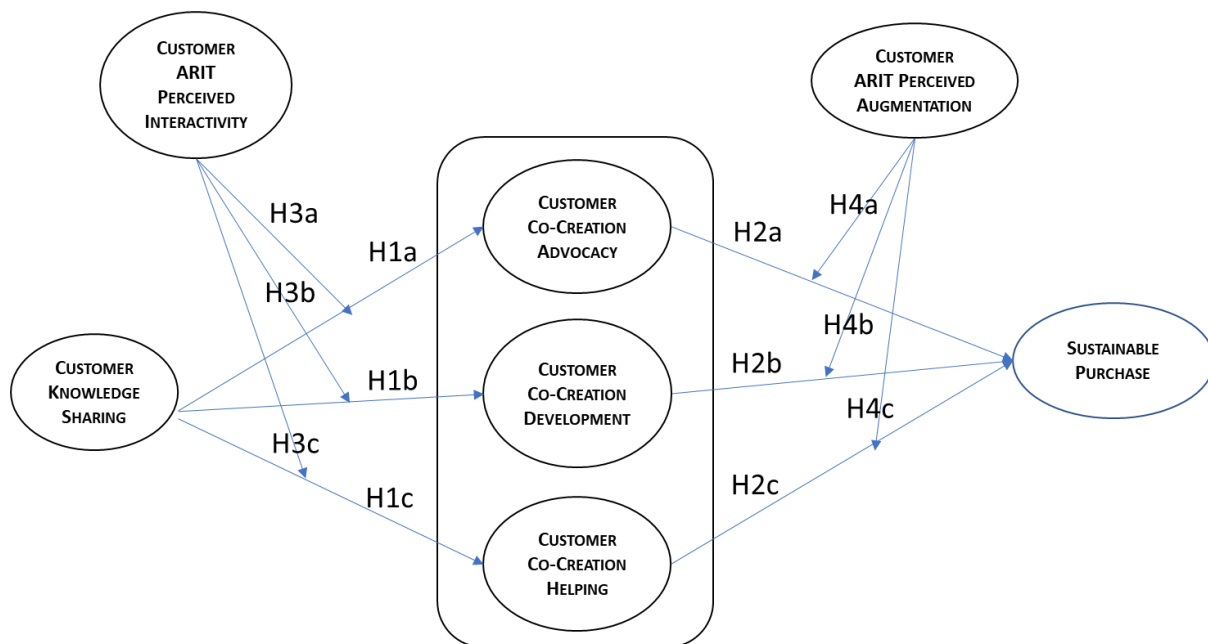 Customer
ARIT
Perceived
Interactivity
Customer
ARIT Perceived
Augmentation
H3a
H1a
H3b
Customer
Co-Creation
Advocacy
H2a
H4a
H4b
Customer
Knowledge
Sharing
H1b
H3c
H1c
Customer
Co-Creation
Development
H2b
H4c
H2c
Sustainable
Purchase
Customer
Co-Creation
Helping